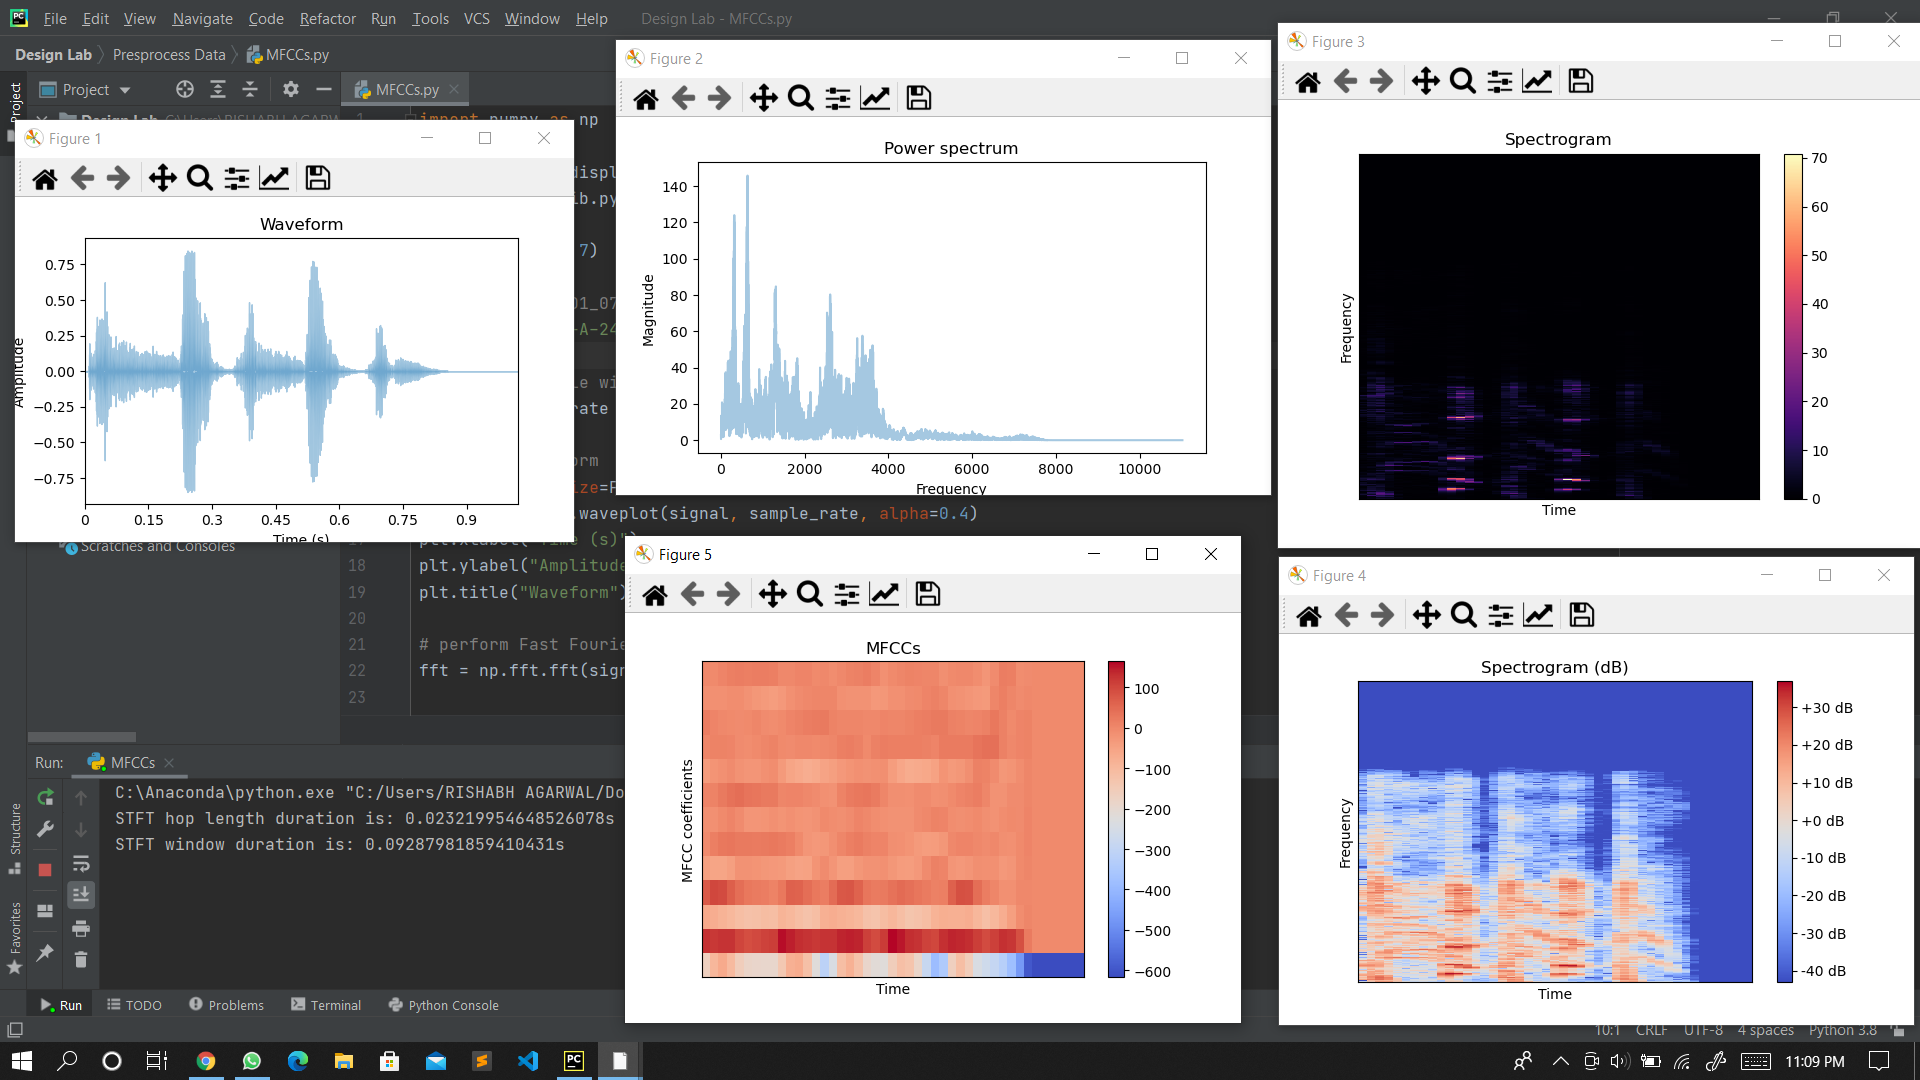 File Edit View Navigate Code Refactor Run Tools VCS Window Help Design Lab - MFCCs.py
Design Lab Presprocess Data MFCCs.py
Project
Project
MFCCs.py
import numpy as np
displ
ib.py
7)
01_07
-A-24
le wi
rate
orm
ize=F
.waveplot(signal, sample_rate, alpha=0.4)
18 plt.ylabel("Amplitude
19 plt.title("Waveform")
20
21 # perform Fast Fourie
22 fft = np.fft.fft(sign
23
Scratches and Consoles
Figure 1
Waveform
Amplitude
0.75
0.50
0.25
0.00
−0.25
−0.50
−0.75
0 0.15 0.3 0.45 0.6 0.75 0.9
Time (s)
Figure 2
Power spectrum
Magnitude
140
120
100
80
60
40
20
0
0 2000 4000 6000 8000 10000
Frequency
Figure 3
Spectrogram
Frequency
Time
70
60
50
40
30
20
10
0
Figure 5
MFCCs
MFCC coefficients
Time
100
0
−100
−200
−300
−400
−500
−600
Figure 4
Spectrogram (dB)
Frequency
Time
+30 dB
+20 dB
+10 dB
+0 dB
-10 dB
-20 dB
-30 dB
-40 dB
Run: MFCCs
C:\Anaconda\python.exe "C:/Users/RISHABH AGARWAL/Do
STFT hop length duration is: 0.023219954648526078s
STFT window duration is: 0.09287981859410431s
Structure
Favorites
Run TODO Problems Terminal Python Console
10:1 CRLF UTF-8 4 spaces Python 3.8
11:09 PM